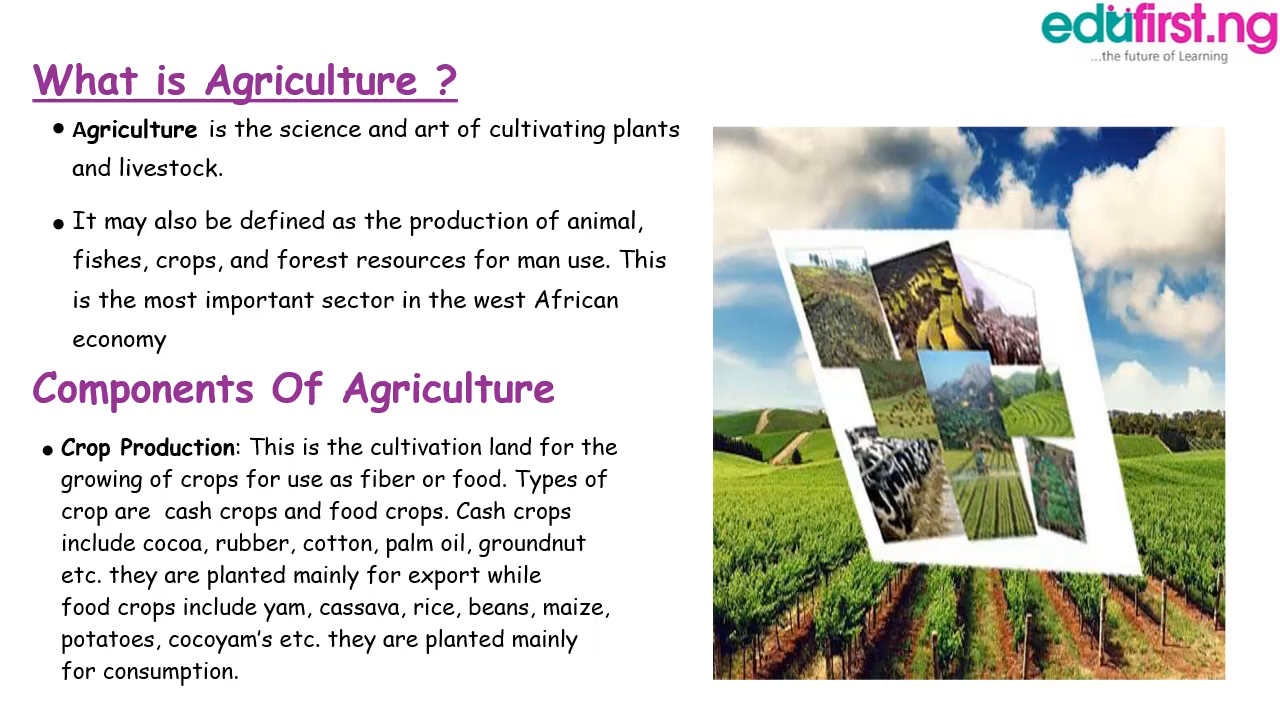 edufirst.ng
...the future of Learning
What is Agriculture ?
• Agriculture is the science and art of cultivating plants
and livestock.
• It may also be defined as the production of animal,
fishes, crops, and forest resources for man use. This
is the most important sector in the west African
economy
Components Of Agriculture
• Crop Production: This is the cultivation land for the
growing of crops for use as fiber or food. Types of
crop are cash crops and food crops. Cash crops
include cocoa, rubber, cotton, palm oil, groundnut
etc. they are planted mainly for export while
food crops include yam, cassava, rice, beans, maize,
potatoes, cocoyam's etc. they are planted mainly
for consumption.